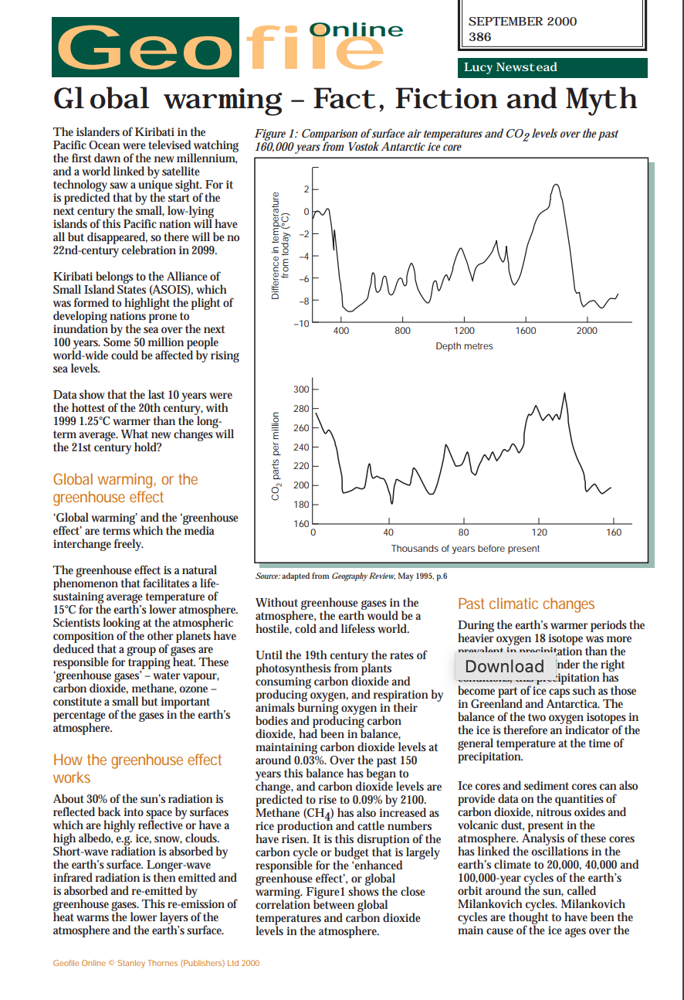 Geofile Online
SEPTEMBER 2000
386
Lucy Newstead
Global warming – Fact, Fiction and Myth
The islanders of Kiribati in the
Pacific Ocean were televised watching
the first dawn of the new millennium,
and a world linked by satellite
technology saw a unique sight. For it
is predicted that by the start of the
next century the small, low-lying
islands of this Pacific nation will have
all but disappeared, so there will be no
22nd-century celebration in 2099.
Kiribati belongs to the Alliance of
Small Island States (ASOIS), which
was formed to highlight the plight of
developing nations prone to
inundation by the sea over the next
100 years. Some 50 million people
world-wide could be affected by rising
sea levels.
Data show that the last 10 years were
the hottest of the 20th century, with
1999 1.25°C warmer than the long-
term average. What new changes will
the 21st century hold?
Global warming, or the
greenhouse effect
‘Global warming’ and the ‘greenhouse
effect’ are terms which the media
interchange freely.
The greenhouse effect is a natural
phenomenon that facilitates a life-
sustaining average temperature of
15°C for the earth’s lower atmosphere.
Scientists looking at the atmospheric
composition of the other planets have
deduced that a group of gases are
responsible for trapping heat. These
‘greenhouse gases’ – water vapour,
carbon dioxide, methane, ozone –
constitute a small but important
percentage of the gases in the earth’s
atmosphere.
How the greenhouse effect
works
About 30% of the sun’s radiation is
reflected back into space by surfaces
which are highly reflective or have a
high albedo, e.g. ice, snow, clouds.
Short-wave radiation is absorbed by
the earth’s surface. Longer-wave
infrared radiation is then emitted and
is absorbed and re-emitted by
greenhouse gases. This re-emission of
heat warms the lower layers of the
atmosphere and the earth’s surface.
Figure 1: Comparison of surface air temperatures and CO2 levels over the past
160,000 years from Vostok Antarctic ice core
Difference in temperature
from today (°C)
2
0
–2
–4
–6
–8
–10
400 800 1200 1600 2000
Depth metres
CO2 parts per million
300
280
260
240
220
200
180
160
0 40 80 120 160
Thousands of years before present
Source: adapted from Geography Review, May 1995, p.6
Without greenhouse gases in the
atmosphere, the earth would be a
hostile, cold and lifeless world.
Until the 19th century the rates of
photosynthesis from plants
consuming carbon dioxide and
producing oxygen, and respiration by
animals burning oxygen in their
bodies and producing carbon
dioxide, had been in balance,
maintaining carbon dioxide levels at
around 0.03%. Over the past 150
years this balance has began to
change, and carbon dioxide levels are
predicted to rise to 0.09% by 2100.
Methane (CH4) has also increased as
rice production and cattle numbers
have risen. It is this disruption of the
carbon cycle or budget that is largely
responsible for the ‘enhanced
greenhouse effect’, or global
warming. Figure1 shows the close
correlation between global
temperatures and carbon dioxide
levels in the atmosphere.
Past climatic changes
During the earth’s warmer periods the
heavier oxygen 18 isotope was more
prevalent in precipitation than the
Download
under the right
conditions, this precipitation has
become part of ice caps such as those
in Greenland and Antarctica. The
balance of the two oxygen isotopes in
the ice is therefore an indicator of the
general temperature at the time of
precipitation.
Ice cores and sediment cores can also
provide data on the quantities of
carbon dioxide, nitrous oxides and
volcanic dust, present in the
atmosphere. Analysis of these cores
has linked the oscillations in the
earth’s climate to 20,000, 40,000 and
100,000-year cycles of the earth’s
orbit around the sun, called
Milankovich cycles. Milankovich
cycles are thought to have been the
main cause of the ice ages over the
Geofile Online © Stanley Thornes (Publishers) Ltd 2000